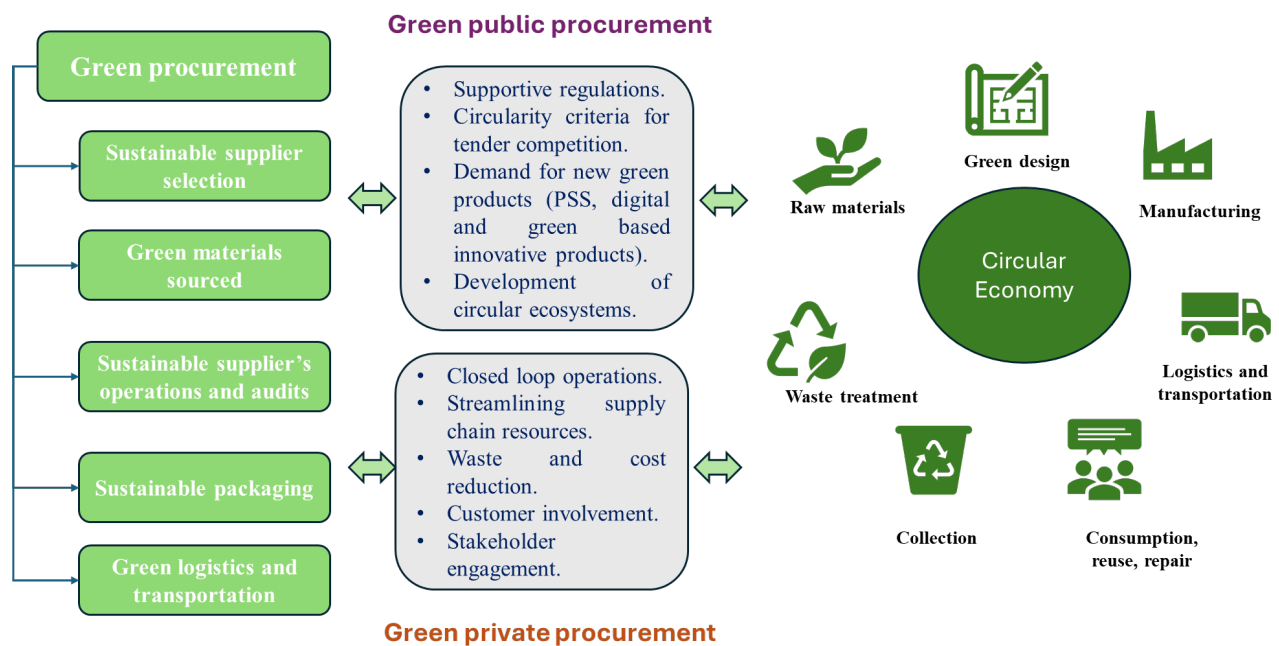 Green public procurement
Green procurement
Sustainable supplier
selection
Green materials
sourced
Sustainable supplier’s
operations and audits
Sustainable packaging
Green logistics and
transportation
• Supportive regulations.
• Circularity criteria for
tender competition.
• Demand for new green
products (PSS, digital
and green based
innovative products).
• Development of
circular ecosystems.
• Closed loop operations.
• Streamlining supply
chain resources.
• Waste and cost
reduction.
• Customer involvement.
• Stakeholder
engagement.
Green private procurement
Green design
Raw materials
Manufacturing
Circular
Economy
Logistics and
transportation
Waste treatment
Collection
Consumption,
reuse, repair